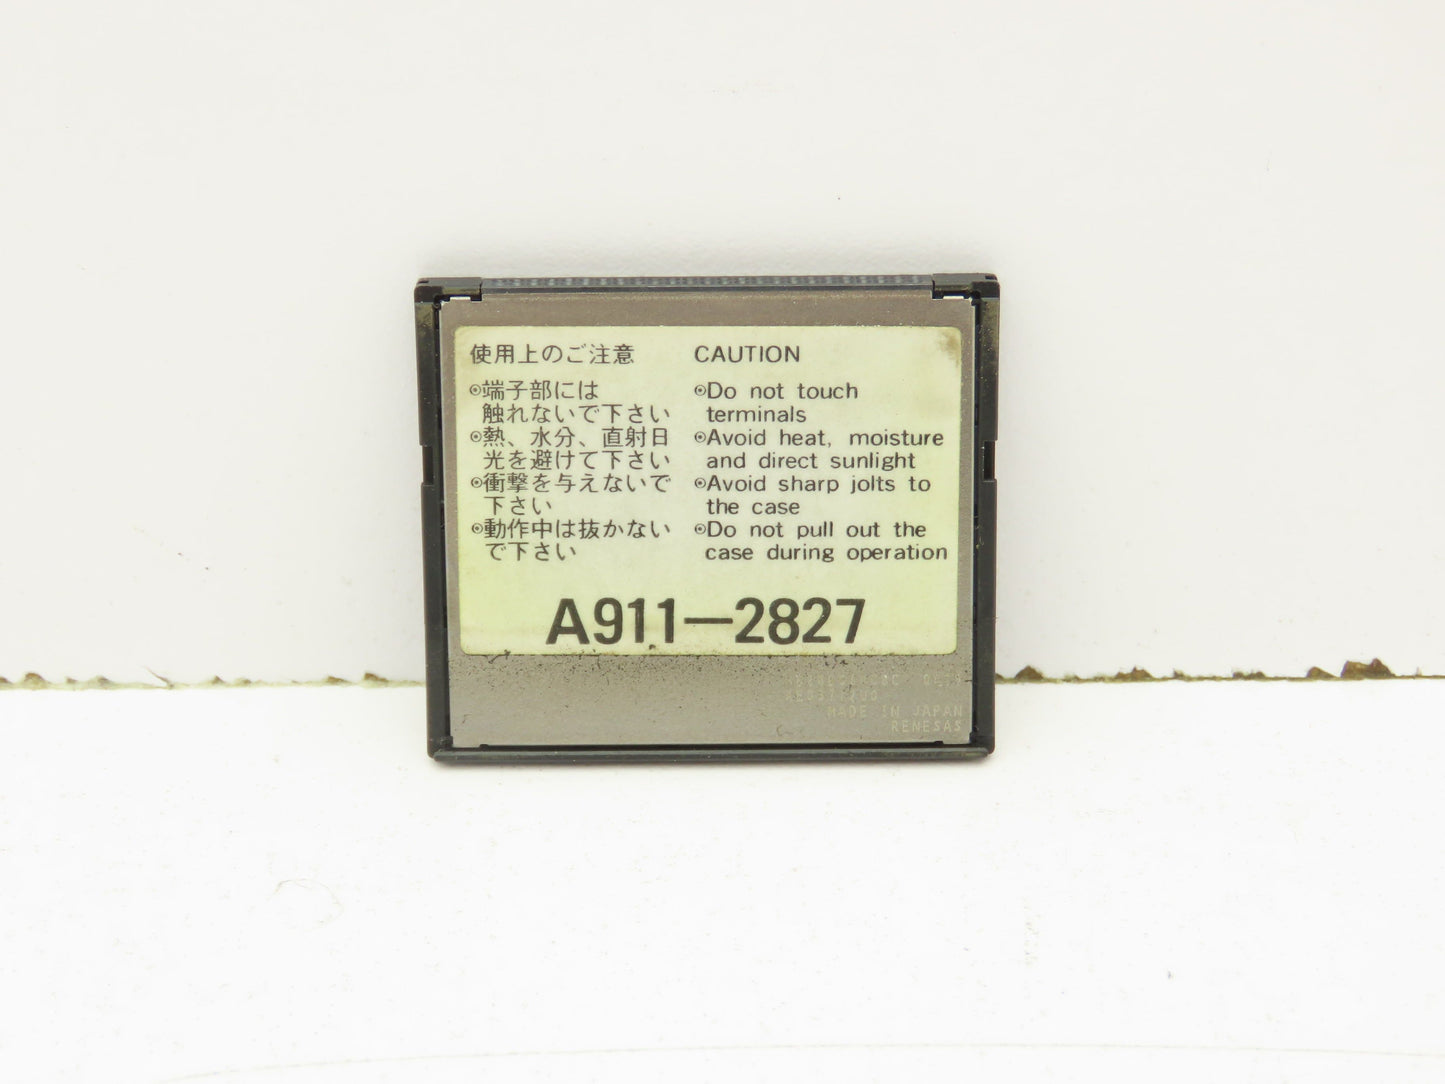 使用上のご注意
◉端子部には
触れないで下さい
◉熱、水分、直射日
光を避けて下さい
◉衝撃を与えないで
下さい
◉動作中は抜かない
で下さい
CAUTION
◉Do not touch
terminals
◉Avoid heat, moisture
and direct sunlight
◉Avoid sharp jolts to
the case
◉Do not pull out the
case during operation
A911—2827
MADE IN JAPAN
RENESAS